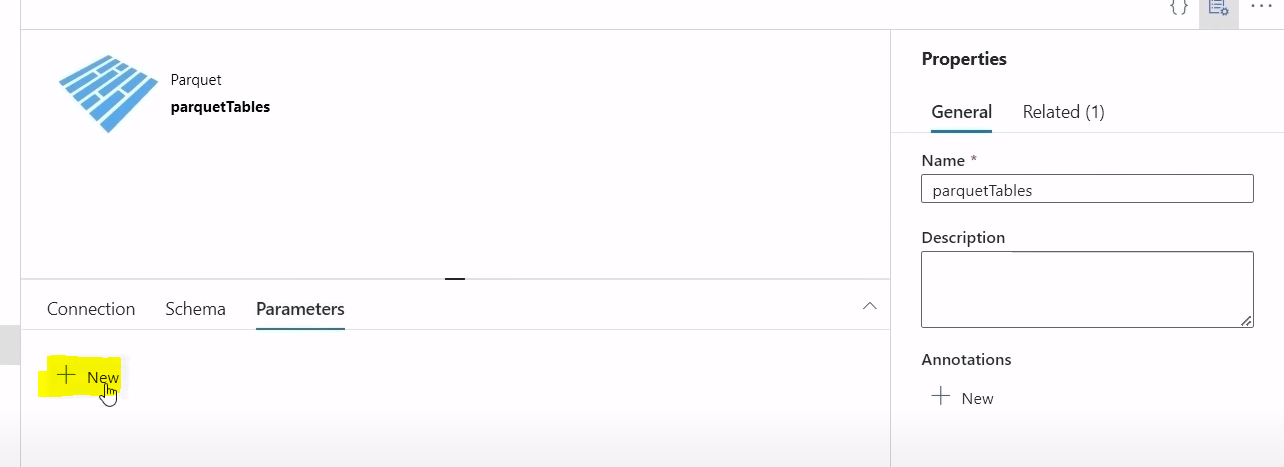 { }
...
Parquet
parquetTables
Connection
Schema
Parameters
+ New
Properties
General
Related (1)
Name *
parquetTables
Description
Annotations
+ New